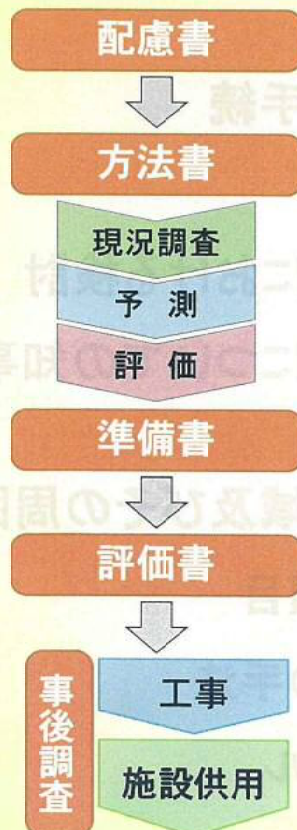 配慮書
方法書
現況調査
予 測
評 価
準備書
評価書
事後調査
工事
施設供用